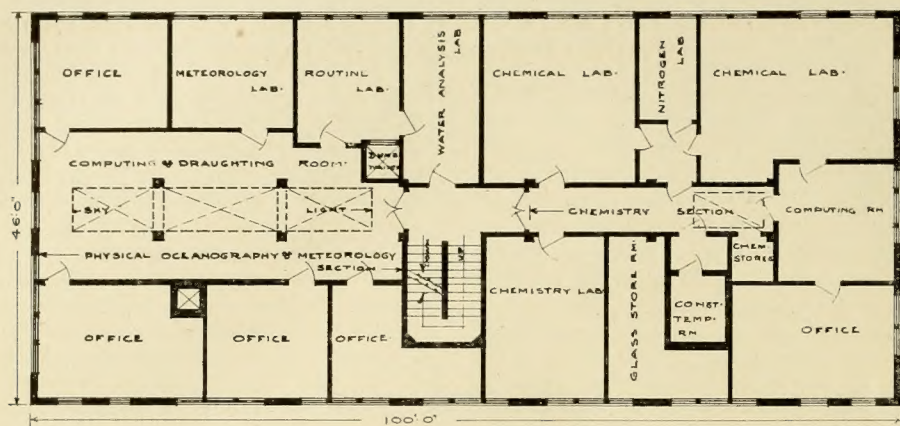 OFFICE
METEOROLOGY
LAB.
ROUTINE
LAB.
WATER ANALYSIS
LAB
CHEMICAL LAB.
NITROGEN
LAB
CHEMICAL LAB.
COMPUTING & DRAUGHTING ROOM.
DUMB
WAITER
SKY
LIGHT
CHEMISTRY SECTION
COMPUTING RM
46'0"
PHYSICAL OCEANOGRAPHY & METEOROLOGY
SECTION
DOWN
UP
CHEM.
STORES
CHEMISTRY LAB
GLASS STORE RM.
CONST.
TEMP.
RM
OFFICE
OFFICE
OFFICE
OFFICE
100'0"